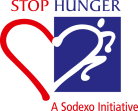 STOP HUNGER
A Sodexo Initiative